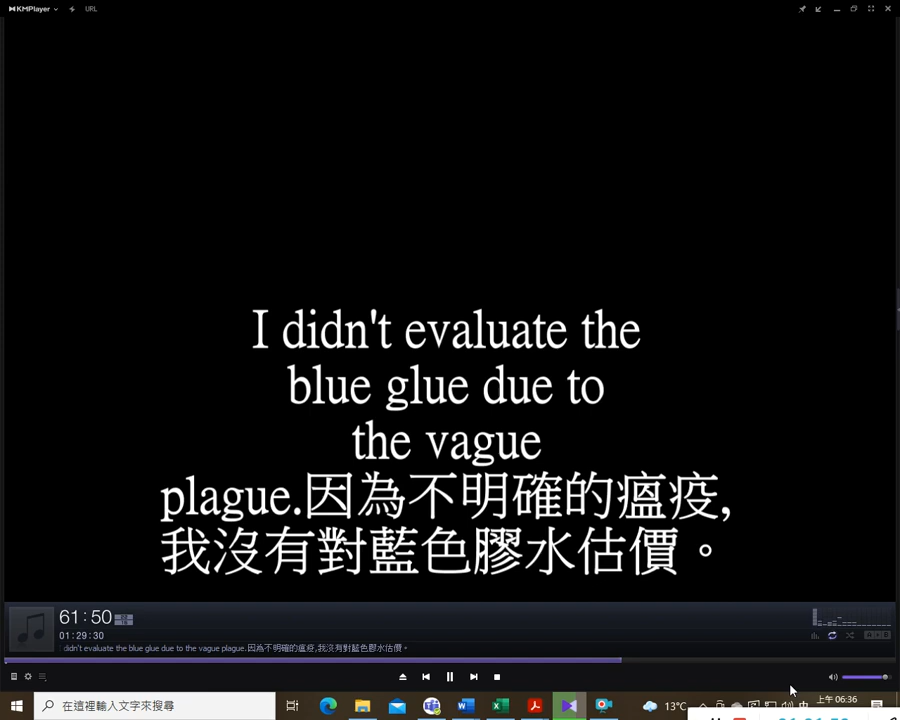 KMPlayer URL
I didn't evaluate the
blue glue due to
the vague
plague.因為不明確的瘟疫,
我沒有對藍色膠水估價。
61:50
01:29:30
didn't evaluate the blue glue due to the vague plague.因為不明確的瘟疫,我沒有對藍色膠水估價。
在這裡輸入文字來搜尋
13°C
中
上午 06:36